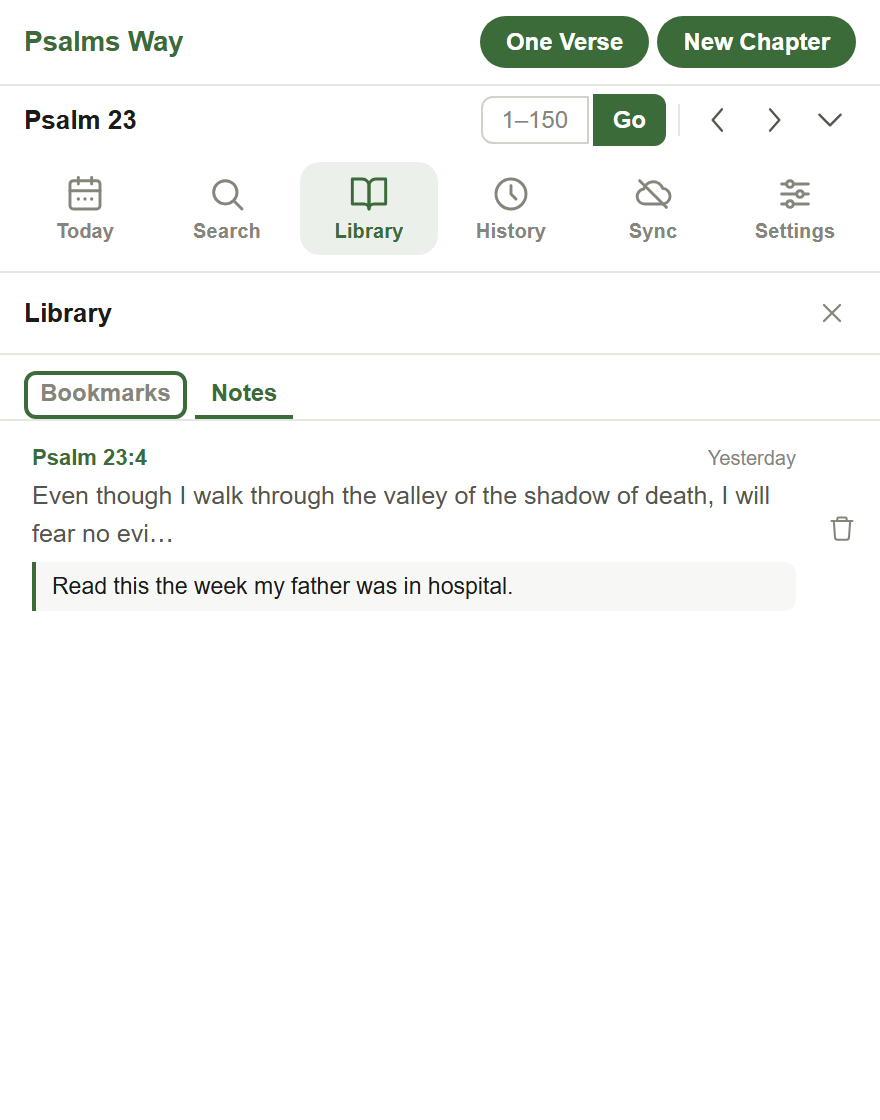 Psalms Way
One Verse
New Chapter
Psalm 23
1–150
Go
Today
Search
Library
History
Sync
Settings
Library
Bookmarks
Notes
Psalm 23:4
Yesterday
Even though I walk through the valley of the shadow of death, I will
fear no evi…
Read this the week my father was in hospital.